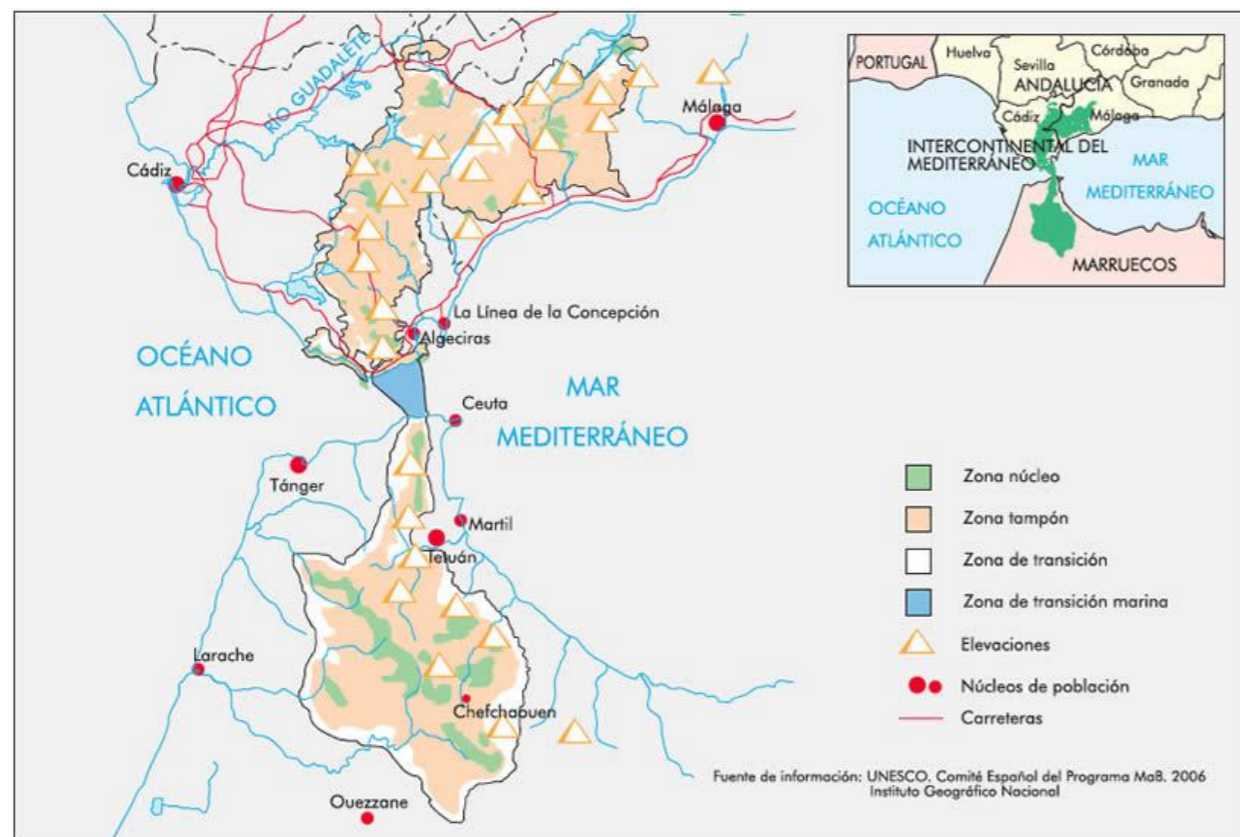 RÍO GUADALETE
Málaga
Cádiz
La Línea de la Concepción
Algeciras
OCÉANO
ATLÁNTICO
MAR
MEDITERRÁNEO
Ceuta
Tánger
Martil
Teluán
Larache
Chefchaouen
Ouezzane
PORTUGAL
Huelva
Sevilla
Córdoba
ANDALUCÍA
Granada
Cádiz
Málaga
INTERCONTINENTAL DEL
MEDITERRÁNEO
MAR
MEDITERRÁNEO
OCÉANO
ATLÁNTICO
MARRUECOS
Zona núcleo
Zona tampón
Zona de transición
Zona de transición marina
Elevaciones
Núcleos de población
Carreteras
Fuente de información: UNESCO. Comité Español del Programa MaB. 2006
Instituto Geográfico Nacional